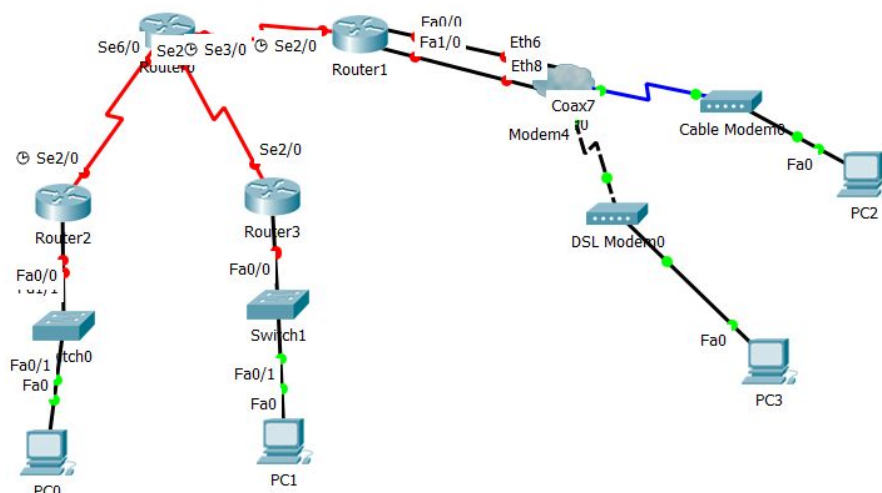 Fa0/0
Se6/0
Se2
Se3/0
Se2/0
Fa1/0
Eth6
Router1
Eth8
Coax7
Modem4
Cable Modem0
Fa0
Se2/0
Se2/0
PC2
Router2
Router3
DSL Modem0
Fa0/0
Fa0/0
Switch1
Fa0
Fa0/1
Fa0/1
Fa0
Fa0
PC3
PC0
PC1